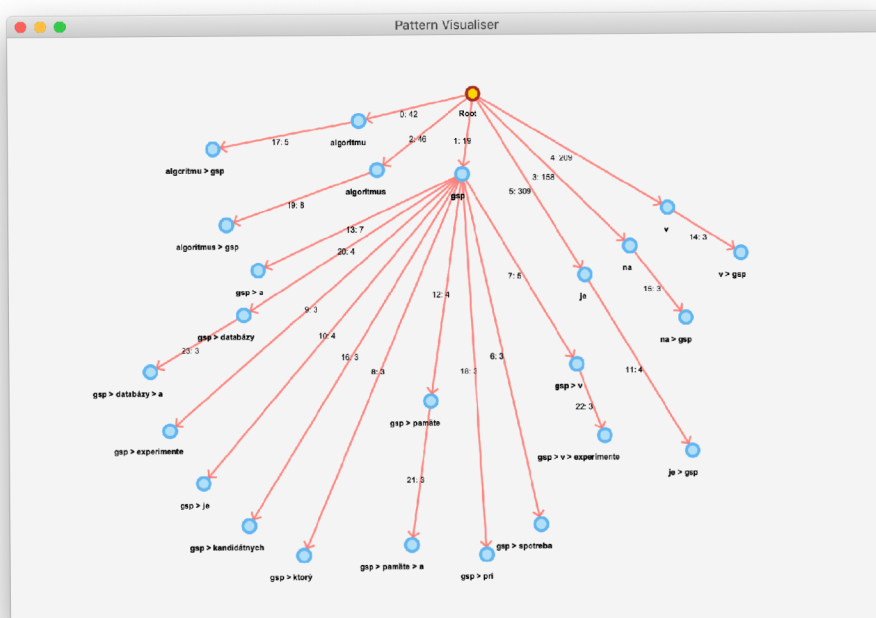 Pattern Visualiser
0: 42
Root
17: 5
algoritmu
2: 46
1: 19
4: 209
algoritmu > gsp
3: 158
5: 309
algoritmus
gsp
19: 8
v
13: 7
14: 3
algoritmus > gsp
20: 4
na
v > gsp
7: 5
gsp > a
12: 4
je
15: 3
9: 3
gsp > databázy
10: 4
na > gsp
23: 3
16: 3
6: 3
8: 3
18: 3
11: 4
gsp > v
gsp > databázy > a
22: 3
gsp > pamäte
gsp > experimente
gsp > v > experimente
je > gsp
21: 3
gsp > je
gsp > kandidátnych
gsp > spotreba
gsp > pamäte > a
gsp > ktorý
gsp > pri